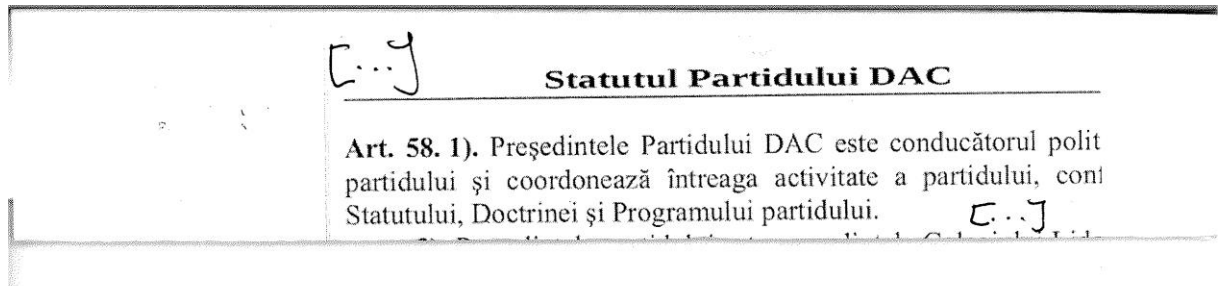 [...]
Statutul Partidului DAC
Art. 58. 1). Preşedintele Partidului DAC este conducătorul polit
partidului şi coordonează întreaga activitate a partidului, conf
Statutului, Doctrinei şi Programului partidului. [...]